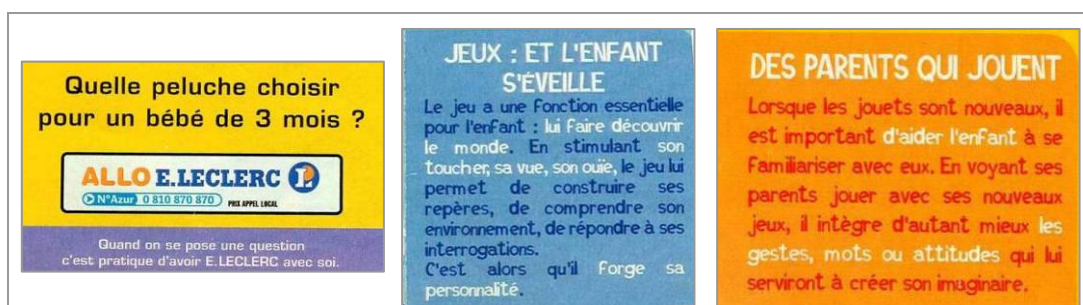 Quelle peluche choisir
pour un bébé de 3 mois ?
ALLO E.LECLERC
N°Azur 0 810 870 870
PRIX APPEL LOCAL
Quand on se pose une question
c'est pratique d'avoir E.LECLERC avec soi.
JEUX : ET L'ENFANT
S'ÉVEILLE
Le jeu a une Fonction essentielle
pour l'enFant : lui Faire découvrir
le monde. En stimulant son
toucher, sa vue, son ouïe, le jeu lui
permet de construire ses
repères, de comprendre son
environnement, de répondre à ses
interrogations.
C'est alors qu'il Forge sa
personnalité.
DES PARENTS QUI JOUENT
Lorsque les jouets sont nouveaux, il
est important d'aider l'enFant à se
Familiariser avec eux. En voyant ses
parents jouer avec ses nouveaux
jeux, il intègre d'autant mieux les
gestes, mots ou attitudes qui lui
serviront à créer son imaginaire.